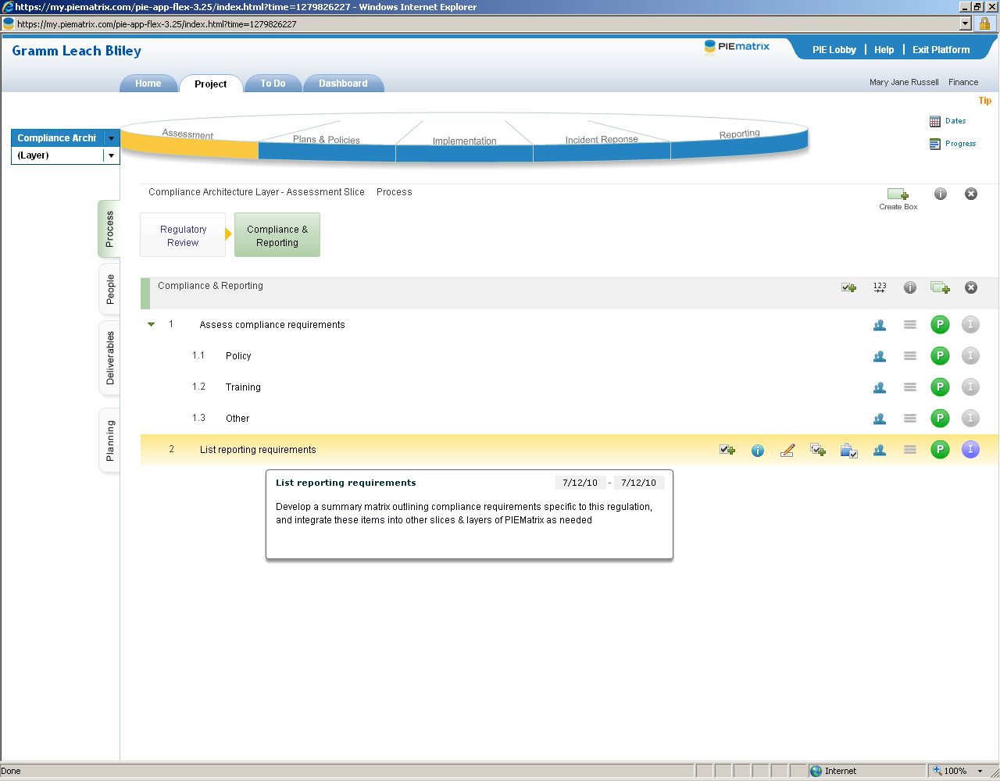 https://my.piematrix.com/pie-app-flex-3.25/index.html?time=1279826227 - Windows Internet Explorer
https://my.piematrix.com/pie-app-flex-3.25/index.html?time=1279826227
Gramm Leach Bliley
PIEmatrix
PIE Lobby | Help | Exit Platform
Home
Project
To Do
Dashboard
Mary Jane Russell Finance
Tip
Dates
Progress
Compliance Archi
(Layer)
Assessment
Plans & Policies
Implementation
Incident Reponse
Reporting
Compliance Architecture Layer - Assessment Slice Process
Create Box
Process
People
Deliverables
Planning
Regulatory
Review
Compliance &
Reporting
Compliance & Reporting
123
1 Assess compliance requirements P I
1.1 Policy P I
1.2 Training P I
1.3 Other P I
2 List reporting requirements P I
List reporting requirements 7/12/10 - 7/12/10
Develop a summary matrix outlining compliance requirements specific to this regulation,
and integrate these items into other slices & layers of PIEMatrix as needed
Done
Internet
100%